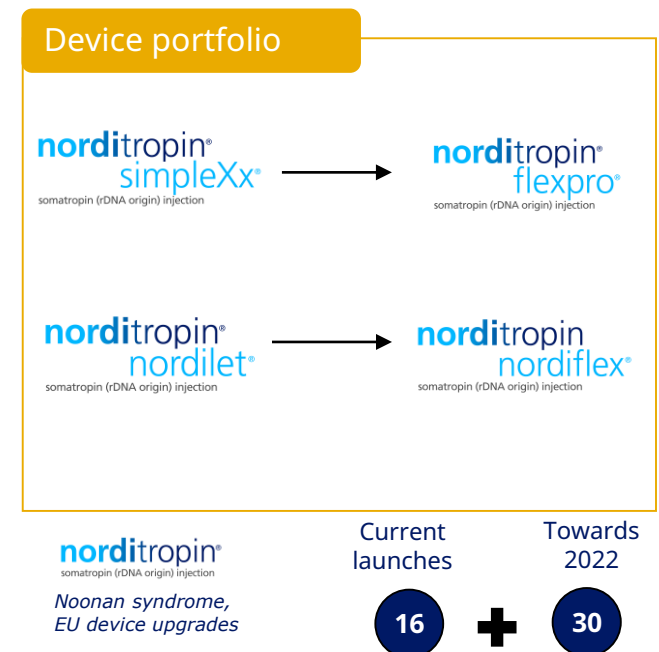 Device portfolio
norditropin®
simpleXx®
somatropin (rDNA origin) injection
norditropin®
flexpro®
somatropin (rDNA origin) injection
norditropin®
nordilet®
somatropin (rDNA origin) injection
norditropin
nordiflex®
somatropin (rDNA origin) injection
norditropin®
somatropin (rDNA origin) injection
Noonan syndrome,
EU device upgrades
Current
launches
16
Towards
2022
30